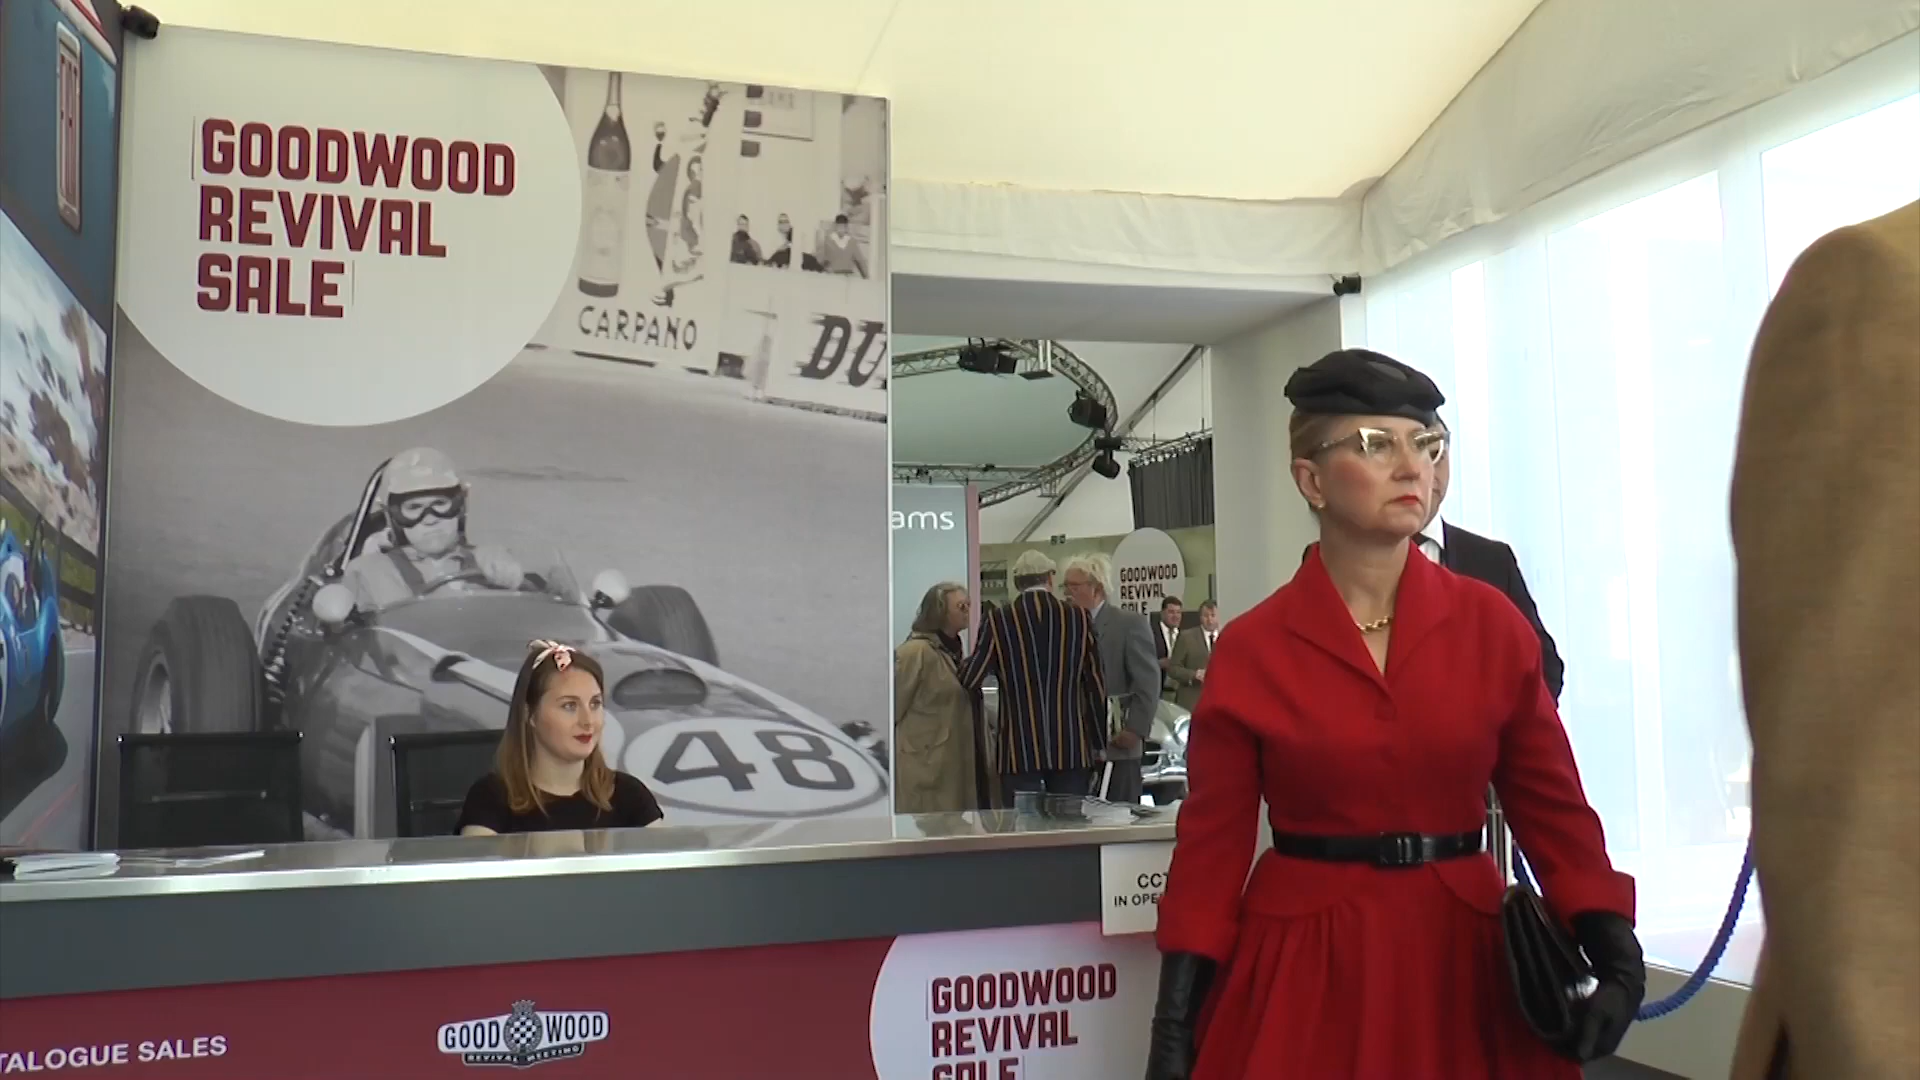 FIAT
GOODWOOD
REVIVAL
SALE
CARPANO
DU
ams
GOODWOOD
REVIVAL
SALE
48
CCT
IN OPE
GOODWOOD
REVIVAL
SALE
GOOD WOOD
REVIVAL MEETING
TALOGUE SALES